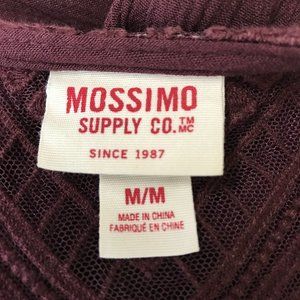 MOSSIMO
SUPPLY CO.™ MC
SINCE 1987
M/M
MADE IN CHINA
FABRIQUÉ EN CHINE